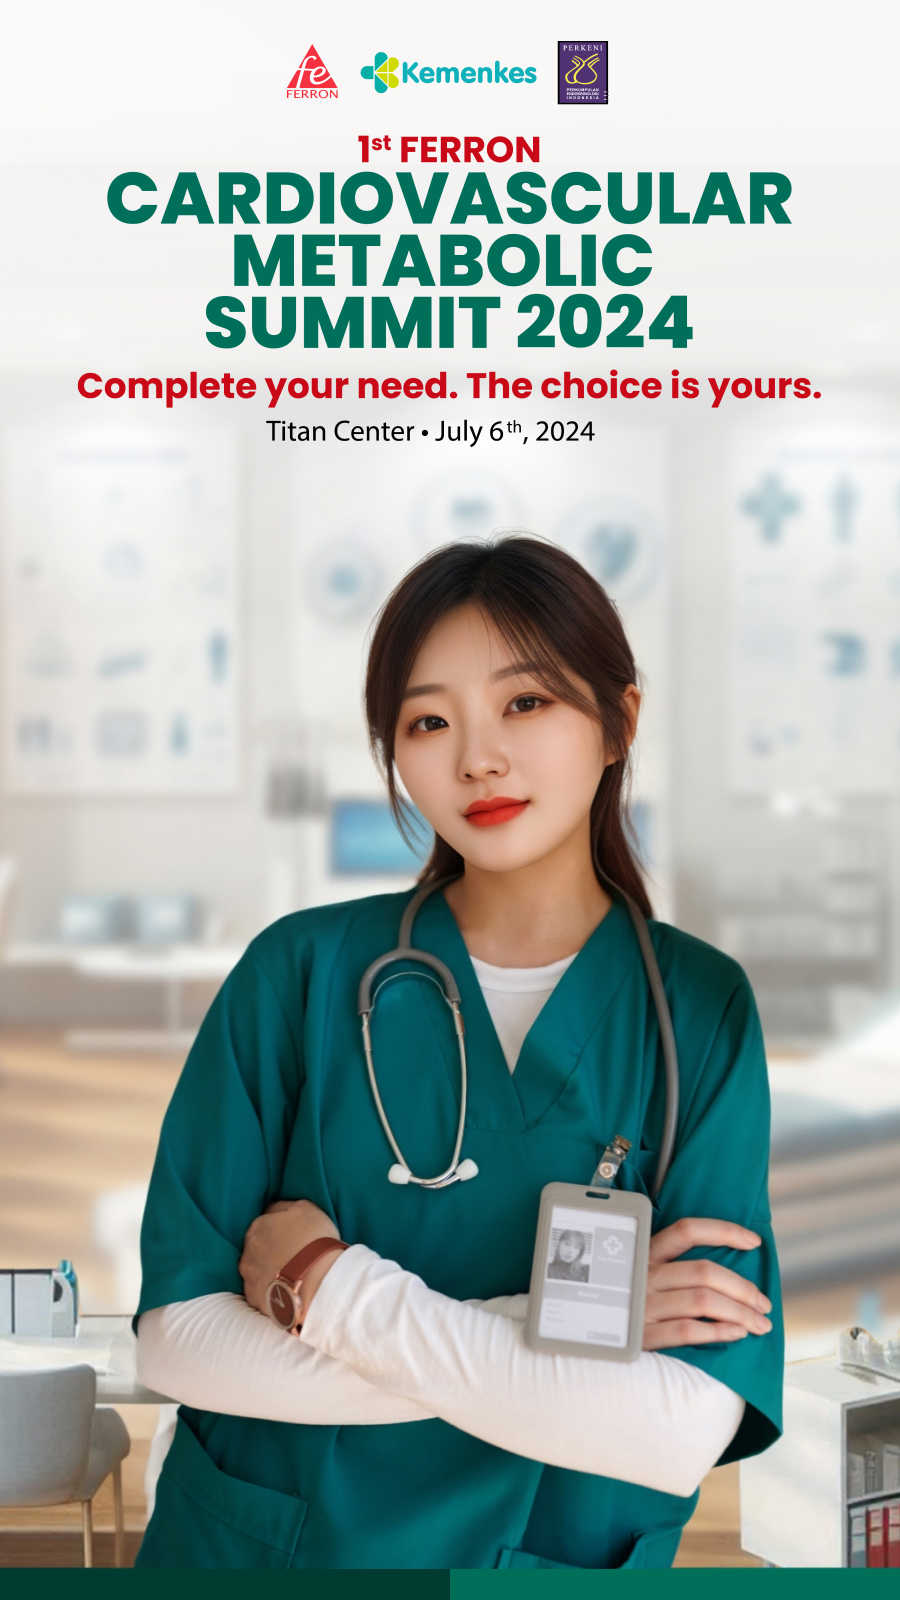 fe
FERRON
Kemenkes
PERKENI
PERKUMPULAN
ENDOKRINOLOGI
INDONESIA
1st FERRON
CARDIOVASCULAR
METABOLIC
SUMMIT 2024
Complete your need. The choice is yours.
Titan Center • July 6th, 2024